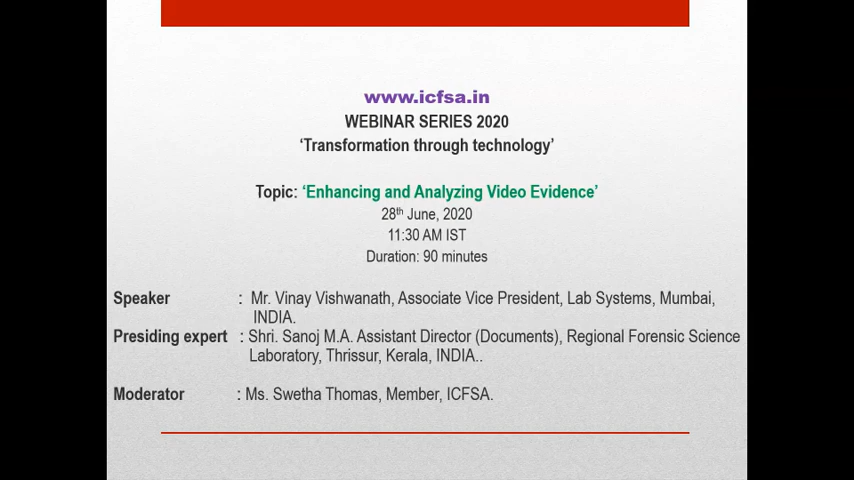 www.icfsa.in
WEBINAR SERIES 2020
‘Transformation through technology’
Topic: ‘Enhancing and Analyzing Video Evidence’
28th June, 2020
11:30 AM IST
Duration: 90 minutes
Speaker : Mr. Vinay Vishwanath, Associate Vice President, Lab Systems, Mumbai,
INDIA.
Presiding expert : Shri. Sanoj M.A. Assistant Director (Documents), Regional Forensic Science
Laboratory, Thrissur, Kerala, INDIA..
Moderator : Ms. Swetha Thomas, Member, ICFSA.